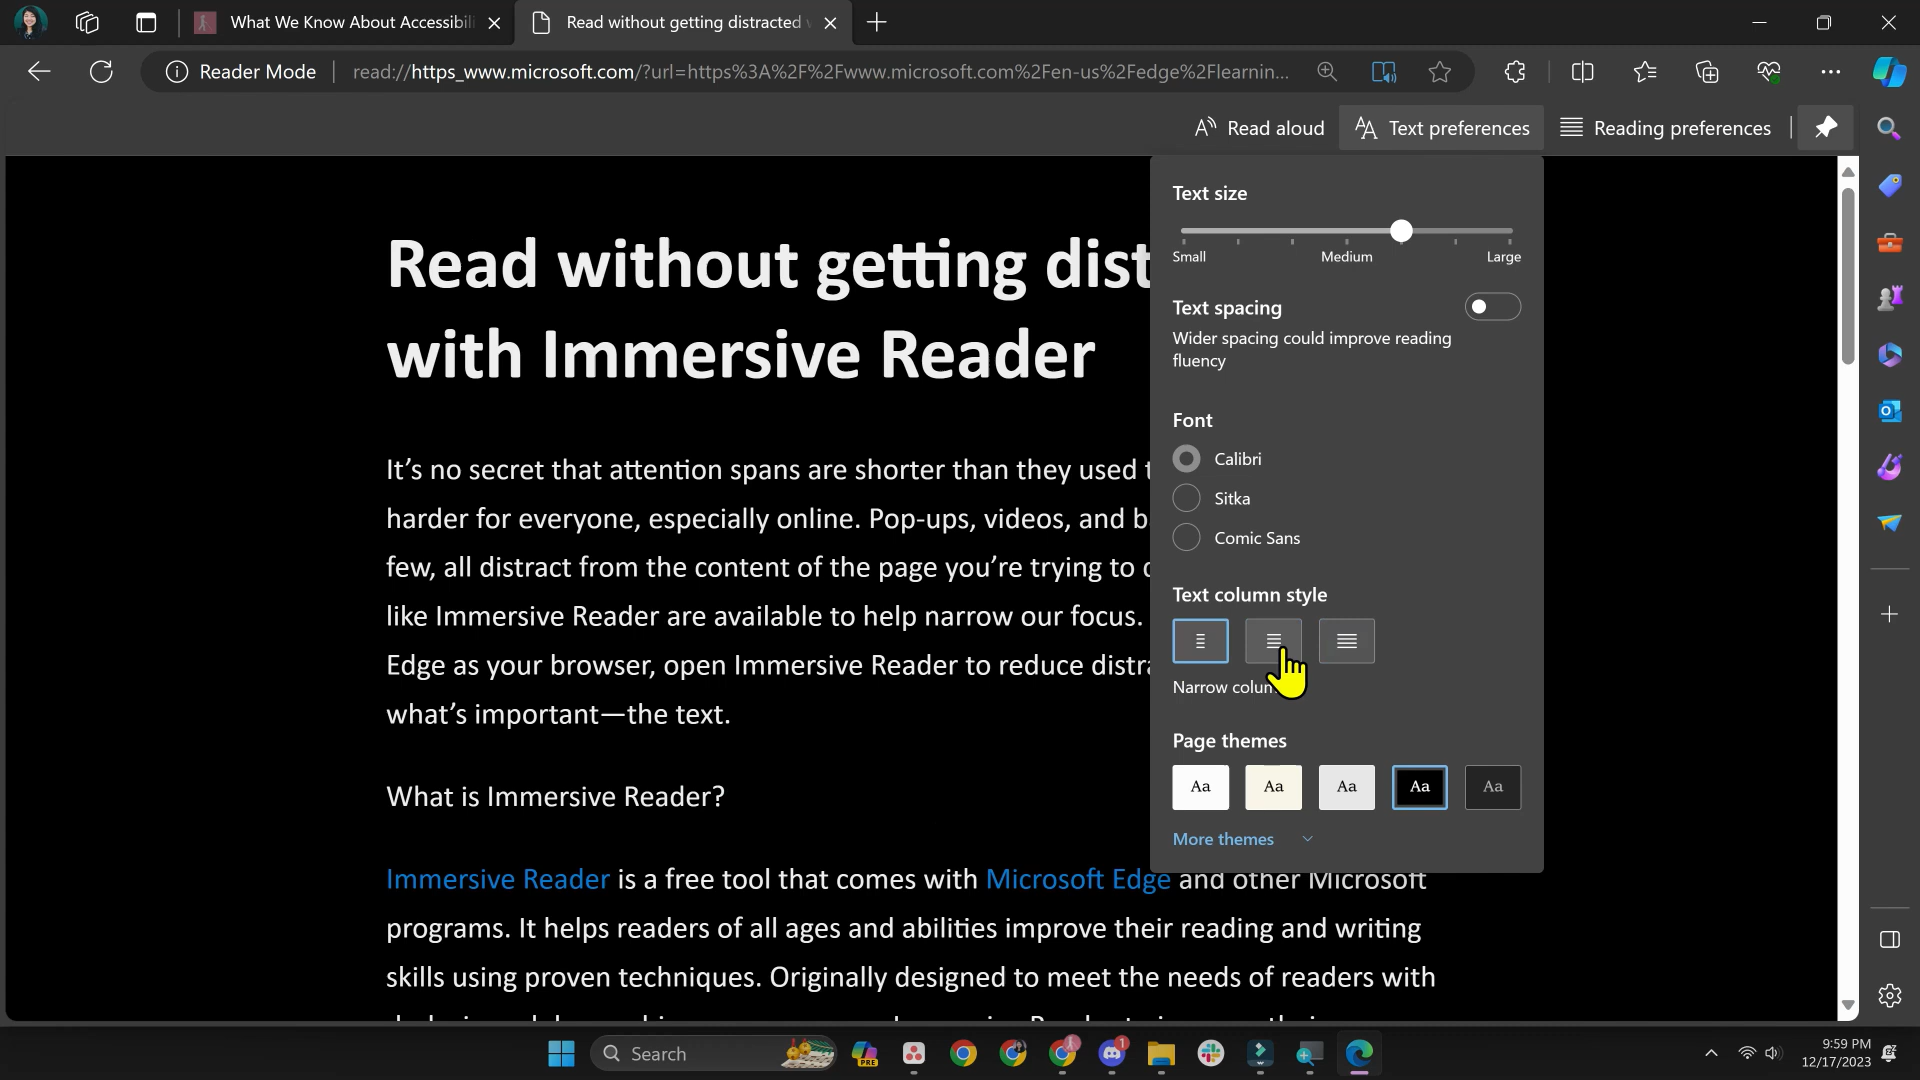 What We Know About Accessibili
Read without getting distracted
Reader Mode
read://https_www.microsoft.com/?url=https%3A%2F%2Fwww.microsoft.com%2Fen-us%2Fedge%2Flearnin...
Read aloud
Text preferences
Reading preferences
Read without getting dist
with Immersive Reader
It’s no secret that attention spans are shorter than they used
harder for everyone, especially online. Pop-ups, videos, and b
few, all distract from the content of the page you’re trying to
like Immersive Reader are available to help narrow our focus.
Edge as your browser, open Immersive Reader to reduce distra
what’s important—the text.
What is Immersive Reader?
Immersive Reader is a free tool that comes with Microsoft Edge and other Microsoft
programs. It helps readers of all ages and abilities improve their reading and writing
skills using proven techniques. Originally designed to meet the needs of readers with
Text size
Small
Medium
Large
Text spacing
Wider spacing could improve reading
fluency
Font
Calibri
Sitka
Comic Sans
Text column style
Narrow colum
Page themes
Aa Aa Aa Aa Aa
More themes
Search
PRE
1
9:59 PM
12/17/2023